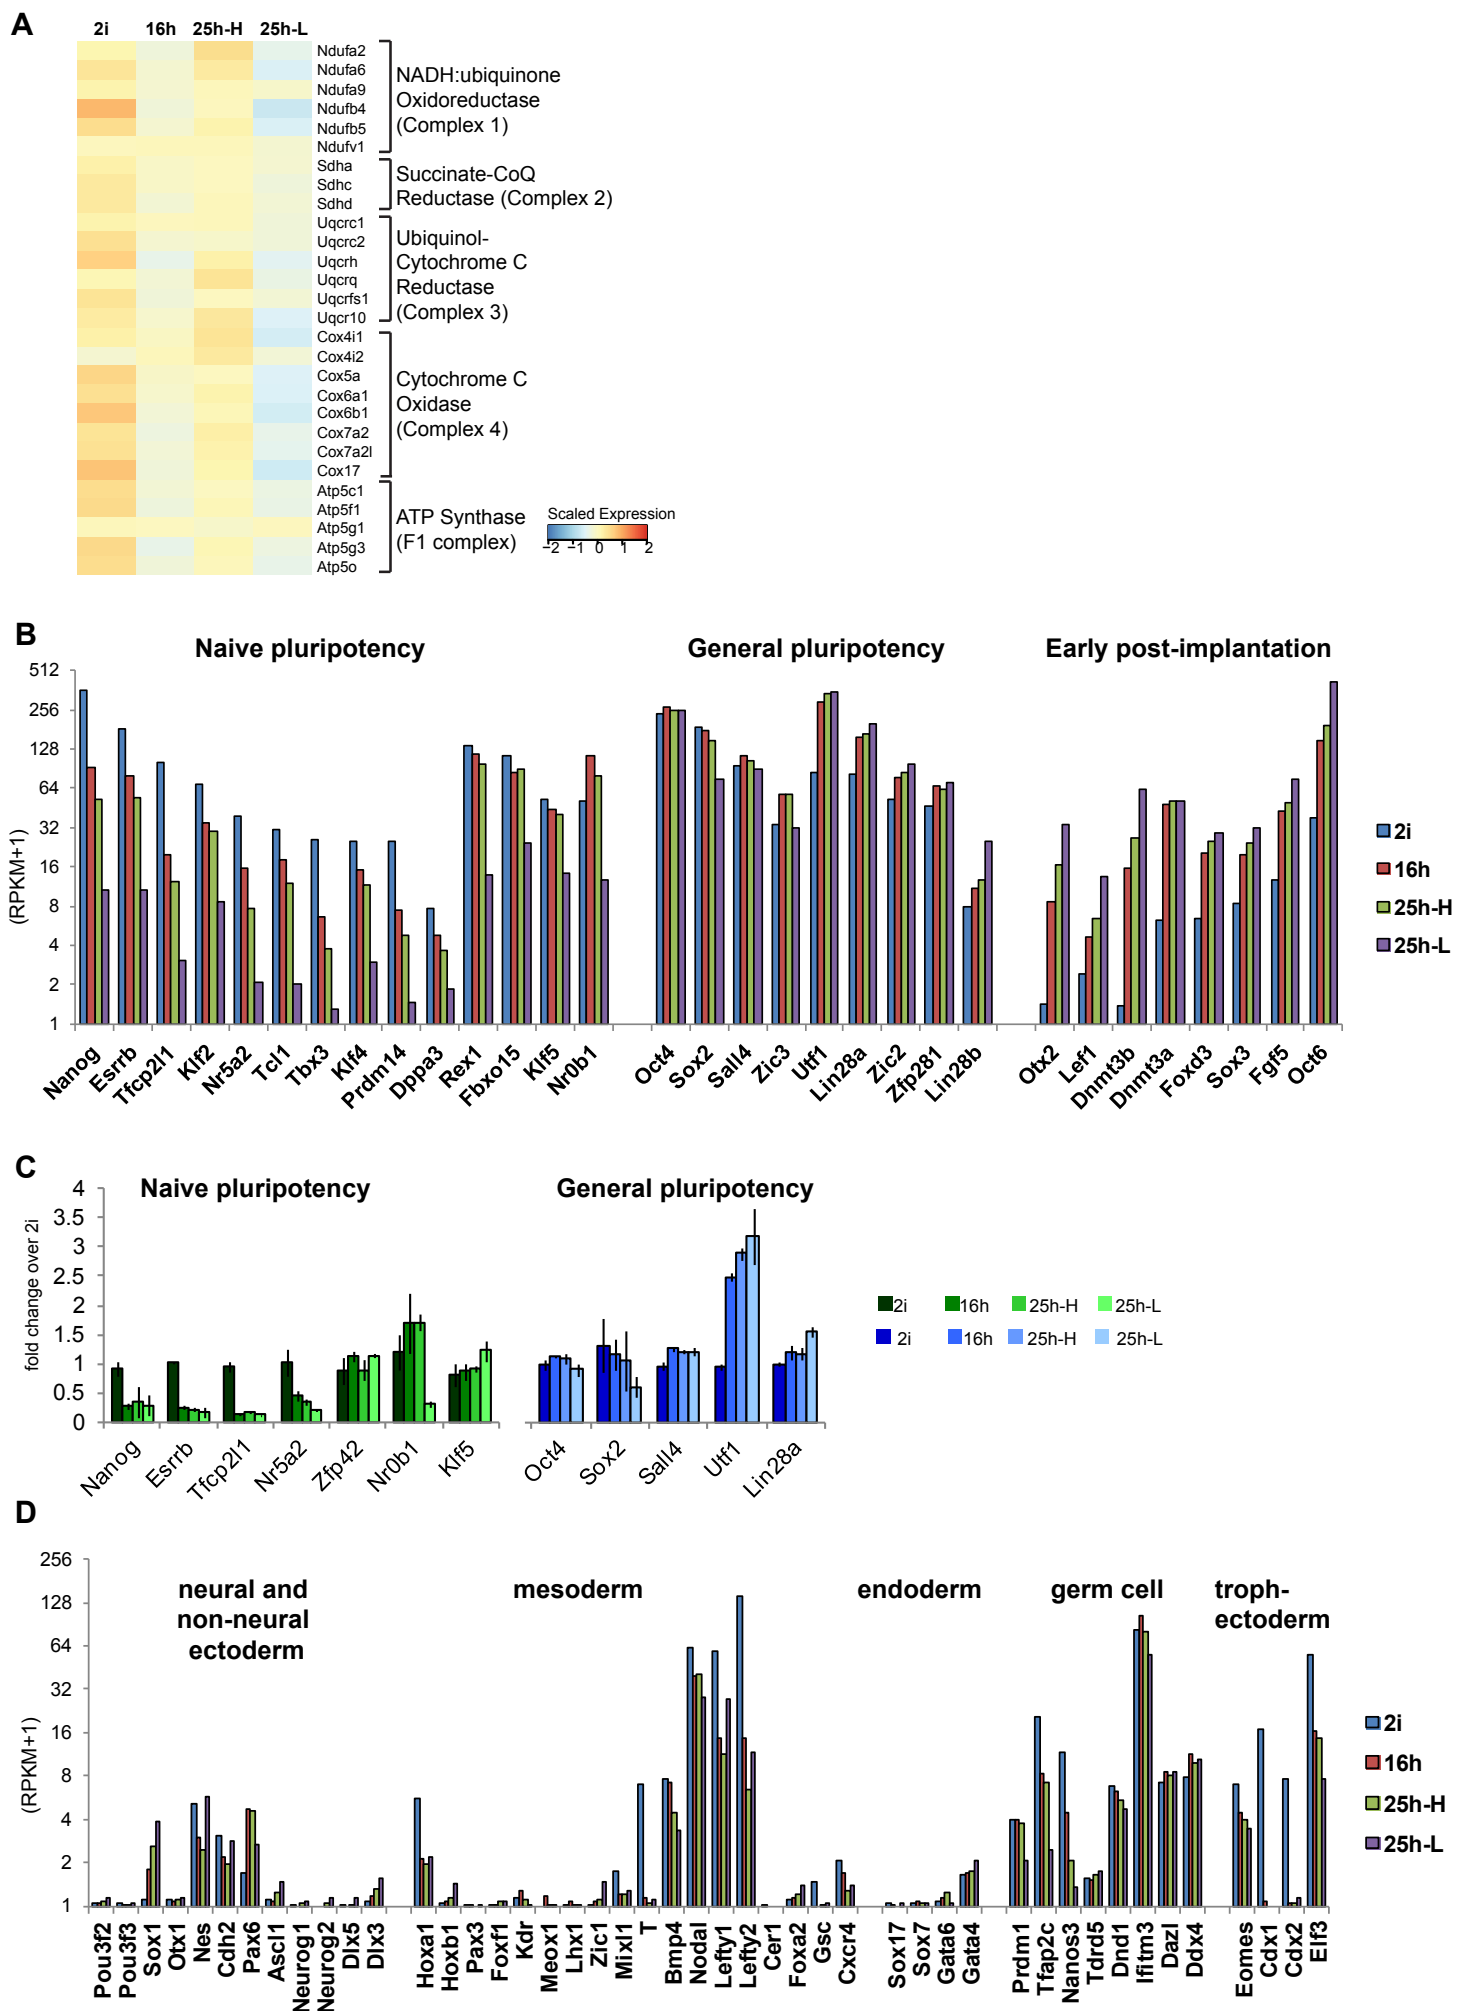 A
2i 16h 25h-H 25h-L
Ndufa2
Ndufa6
Ndufa9
Ndufb4
Ndufb5
Ndufv1
NADH:ubiquinone
Oxidoreductase
(Complex 1)
Sdha
Sdhc
Sdhd
Succinate-CoQ
Reductase (Complex 2)
Uqcrc1
Uqcrc2
Uqcrh
Uqcrq
Uqcrfs1
Uqcr10
Ubiquinol-
Cytochrome C
Reductase
(Complex 3)
Cox4i1
Cox4i2
Cox5a
Cox6a1
Cox6b1
Cox7a2
Cox7a2l
Cox17
Cytochrome C
Oxidase
(Complex 4)
Atp5c1
Atp5f1
Atp5g1
Atp5g3
Atp5o
ATP Synthase
(F1 complex)
Scaled Expression
−2 −1 0 1 2
B
Naive pluripotency General pluripotency Early post-implantation
512
256
128
64
32
16
8
4
2
1
(RPKM+1)
2i
16h
25h-H
25h-L
Nanog Esrrb Tfcp2l1 Klf2 Nr5a2 Tcl1 Tbx3 Klf4 Prdm14 Dppa3 Rex1 Fbxo15 Klf5 Nr0b1 Oct4 Sox2 Sall4 Zic3 Utf1 Lin28a Zic2 Zfp281 Lin28b Otx2 Lef1 Dnmt3b Dnmt3a Foxd3 Sox3 Fgf5 Oct6
C
Naive pluripotency General pluripotency
4
3.5
3
2.5
2
1.5
1
0.5
0
fold change over 2i
2i 16h 25h-H 25h-L
2i 16h 25h-H 25h-L
Nanog Esrrb Tfcp2l1 Nr5a2 Zfp42 Nr0b1 Klf5 Oct4 Sox2 Sall4 Utf1 Lin28a
D
256
128
64
32
16
8
4
2
1
(RPKM+1)
neural and
non-neural
ectoderm
mesoderm
endoderm
germ cell
troph-
ectoderm
2i
16h
25h-H
25h-L
Pou3f2 Pou3f3 Sox1 Otx1 Nes Cdh2 Pax6 Ascl1 Neurog1 Neurog2 Dlx5 Dlx3 Hoxa1 Hoxb1 Pax3 Foxf1 Kdr Meox1 Lhx1 Zic1 Mixl1 T Bmp4 Nodal Lefty1 Lefty2 Cer1 Foxa2 Gsc Cxcr4 Sox17 Sox7 Gata6 Gata4 Prdm1 Tfap2c Nanos3 Tdrd5 Dnd1 Ifitm3 Dazl Ddx4 Eomes Cdx1 Cdx2 Elf3